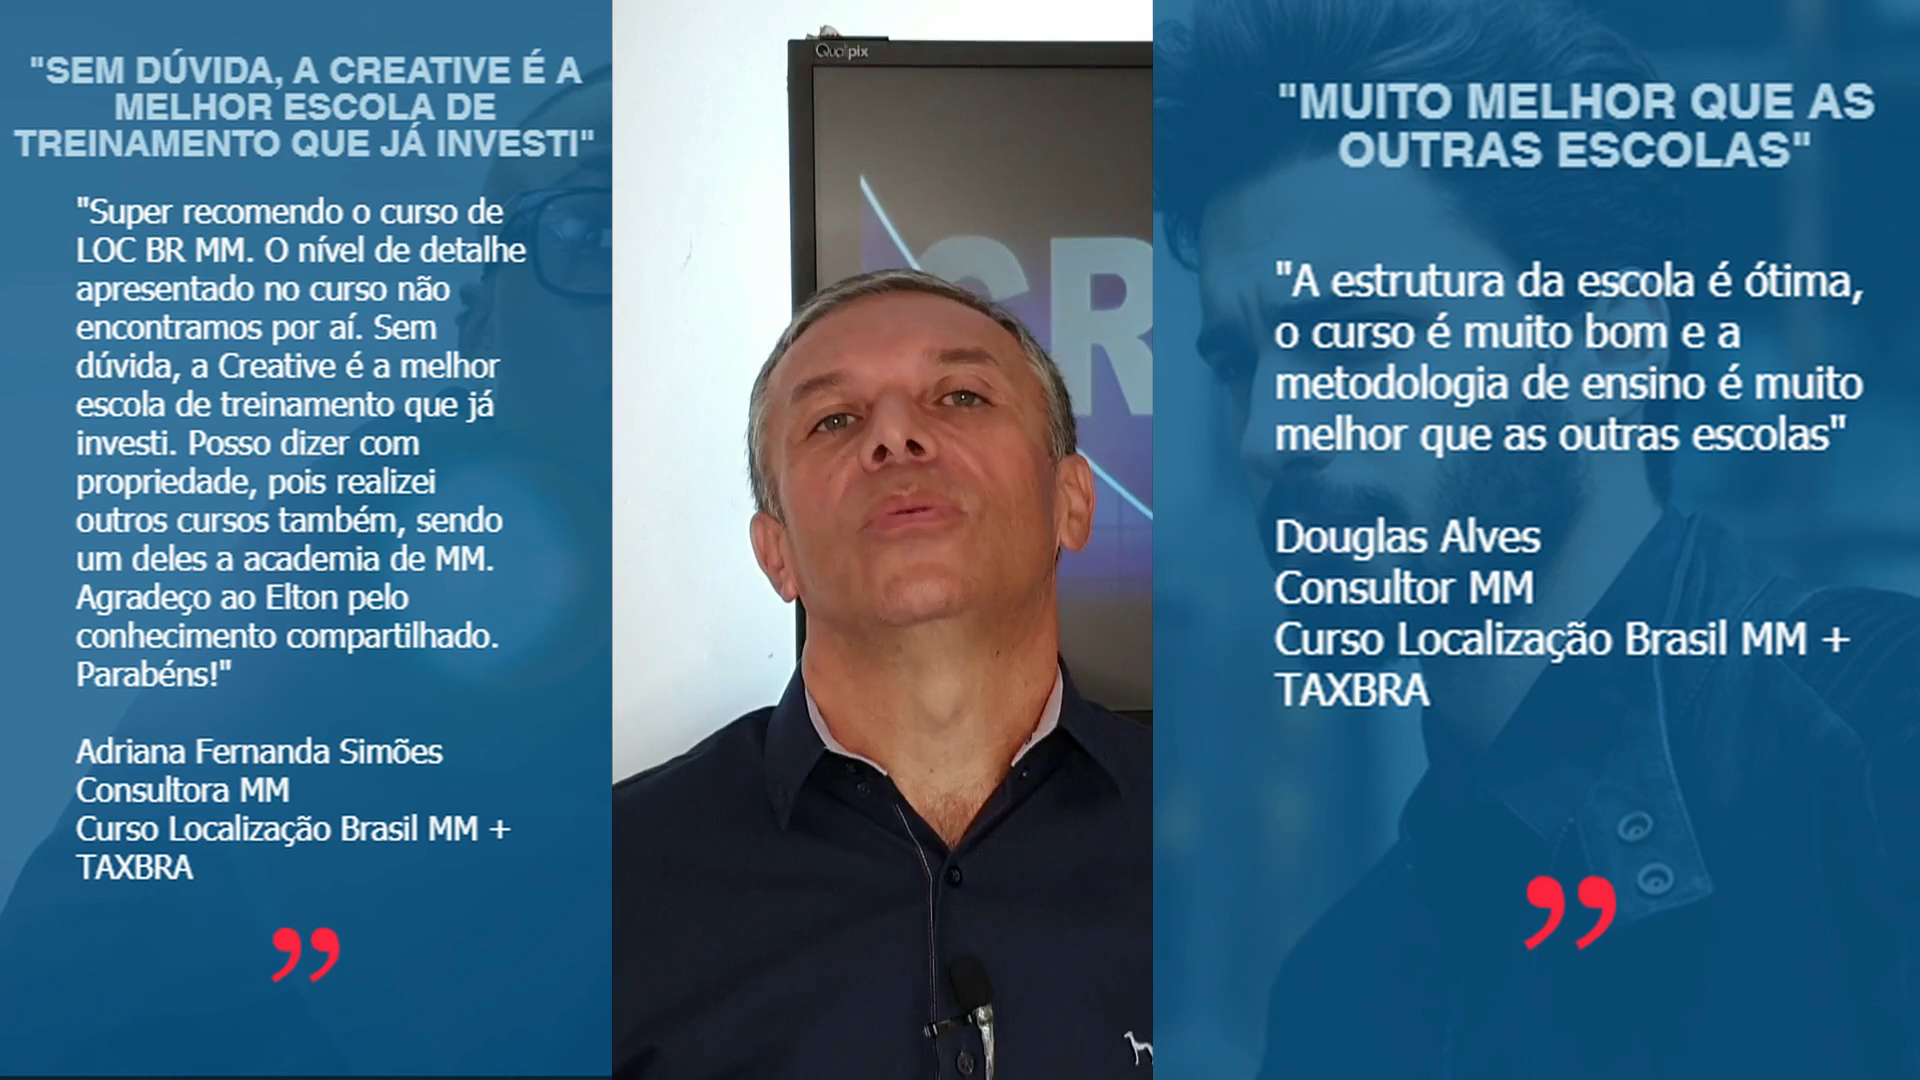 "SEM DÚVIDA, A CREATIVE É A
MELHOR ESCOLA DE
TREINAMENTO QUE JÁ INVESTI"
"Super recomendo o curso de
LOC BR MM. O nível de detalhe
apresentado no curso não
encontramos por aí. Sem
dúvida, a Creative é a melhor
escola de treinamento que já
investi. Posso dizer com
propriedade, pois realizei
outros cursos também, sendo
um deles a academia de MM.
Agradeço ao Elton pelo
conhecimento compartilhado.
Parabéns!"
Adriana Fernanda Simões
Consultora MM
Curso Localização Brasil MM +
TAXBRA
”
Quatpix
CR
"MUITO MELHOR QUE AS
OUTRAS ESCOLAS"
"A estrutura da escola é ótima,
o curso é muito bom e a
metodologia de ensino é muito
melhor que as outras escolas"
Douglas Alves
Consultor MM
Curso Localização Brasil MM +
TAXBRA
”